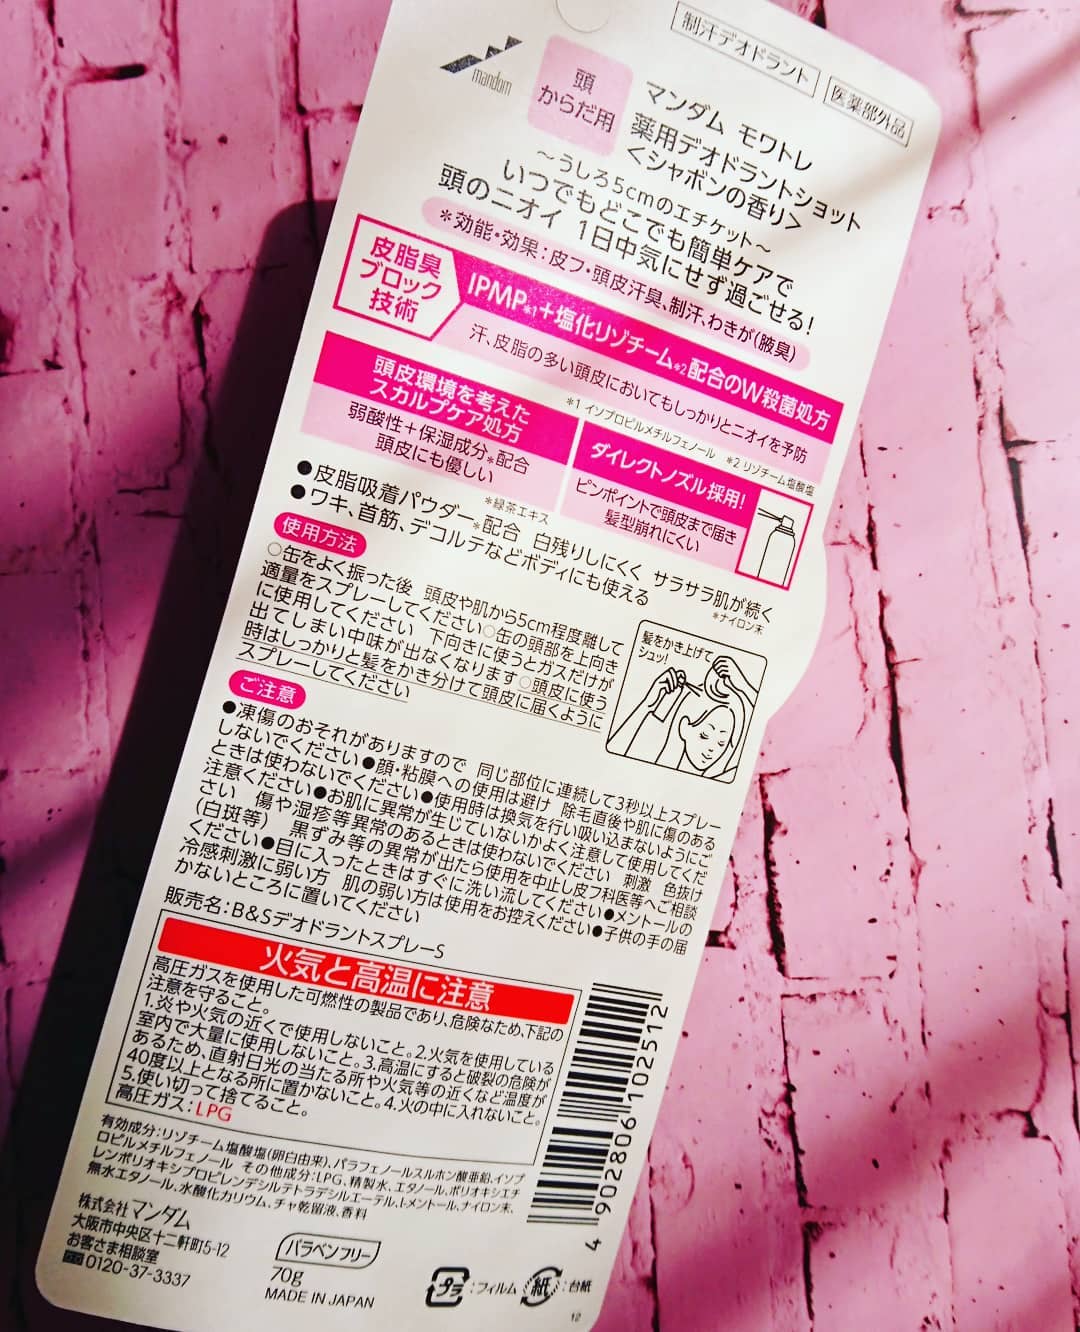 制汗デオドラント
医薬部外品
mandom
頭
からだ用
マンダム モワトレ
薬用デオドラントショット
<シャボンの香り>
〜うしろ5cmのエチケット〜
いつでもどこでも簡単ケアで
頭のニオイ 1日中気にせず過ごせる!
*効能・効果:皮フ・頭皮汗臭、制汗、わきが(腋臭)
皮脂臭
ブロック
技術
IPMP*1+塩化リゾチーム*2配合のW殺菌処方
汗、皮脂の多い頭皮においてもしっかりとニオイを予防
*1 イソプロピルメチルフェノール *2 リゾチーム塩酸塩
頭皮環境を考えた
スカルプケア処方
弱酸性+保湿成分*配合
頭皮にも優しい
*緑茶エキス
ダイレクトノズル採用!
ピンポイントで頭皮まで届き
髪型崩れにくい
●皮脂吸着パウダー*配合 白残りしにくく サラサラ肌が続く
*ナイロン末
●ワキ、首筋、デコルテなどボディにも使える
使用方法
○缶をよく振った後 頭皮や肌から5cm程度離して
適量をスプレーしてください○缶の頭部を上向き
に使用してください 下向きに使うとガスだけが
出てしまい中味が出なくなります○頭皮に使う
時はしっかりと髪をかき分けて頭皮に届くように
スプレーしてください
髪をかき上げて
シュッ!
ご注意
●凍傷のおそれがありますので 同じ部位に連続して3秒以上スプレー
しないでください●顔・粘膜への使用は避け 除毛直後や肌に傷のある
ときは使わないでください●使用時は換気を行い吸い込まないようにご
注意ください●お肌に異常が生じていないかよく注意して使用してくだ
さい 傷や湿疹等異常のあるときは使わないでください 刺激 色抜け
(白斑等) 黒ずみ等の異常が出たら使用を中止し皮フ科医等へご相談
ください●目に入ったときはすぐに洗い流してください●メントールの
冷感刺激に弱い方 肌の弱い方は使用をお控えください●子供の手の届
かないところに置いてください
販売名:B&SデオドラントスプレーS
火気と高温に注意
高圧ガスを使用した可燃性の製品であり、危険なため、下記の
注意を守ること。
1.炎や火気の近くで使用しないこと。2.火気を使用している
室内で大量に使用しないこと。3.高温にすると破裂の危険が
あるため、直射日光の当たる所や火気等の近くなど温度が
40度以上となる所に置かないこと。4.火の中に入れないこと。
5.使い切って捨てること。
高圧ガス:LPG
有効成分:リゾチーム塩酸塩(卵白由来)、パラフェノールスルホン酸亜鉛、イソプ
ロピルメチルフェノール その他成分:LPG、精製水、エタノール、ポリオキシエチ
レンポリオキシプロピレンデシルテトラデシルエーテル、l-メントール、ナイロン末、
無水エタノール、水酸化カリウム、チャ乾留液、香料
株式会社マンダム
大阪市中央区十二軒町5-12
お客さま相談室
0120-37-3337
パラベンフリー
70g
MADE IN JAPAN
プラ:フィルム 紙:台紙
4 902806 102512
12